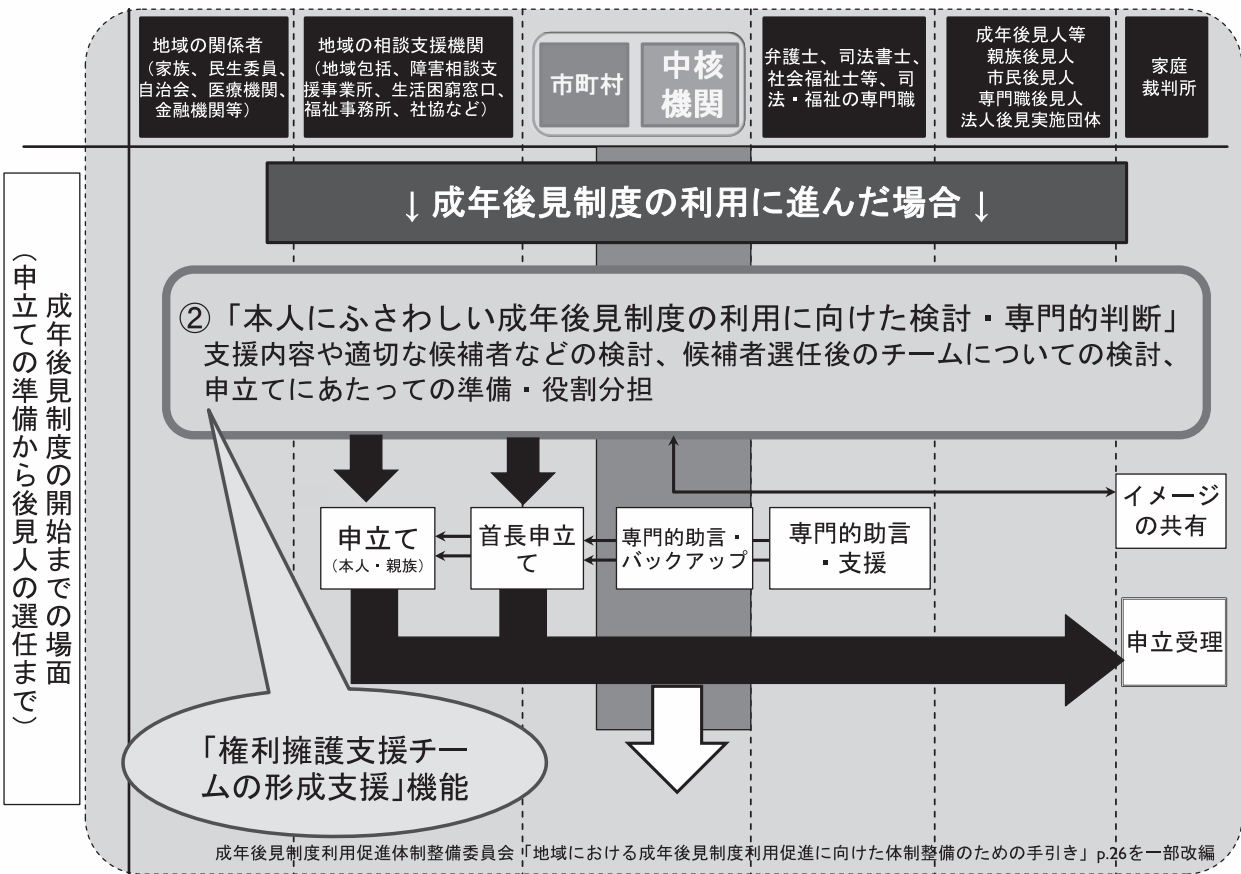 地域の関係者
（家族、民生委員、
自治会、医療機関、
金融機関等）
地域の相談支援機関
（地域包括、障害相談支
援事業所、生活困窮窓口、
福祉事務所、社協など）
市町村
中核
機関
弁護士、司法書士、
社会福祉士等、司
法・福祉の専門職
成年後見人等
親族後見人
市民後見人
専門職後見人
法人後見実施団体
家庭
裁判所
成年後見制度の開始までの場面
（申立ての準備から後見人の選任まで）
↓ 成年後見制度の利用に進んだ場合 ↓
②「本人にふさわしい成年後見制度の利用に向けた検討・専門的判断」
支援内容や適切な候補者などの検討、候補者選任後のチームについての検討、
申立てにあたっての準備・役割分担
イメージ
の共有
申立て
（本人・親族）
首長申立
て
専門的助言・
バックアップ
専門的助言
・支援
申立受理
「権利擁護支援チー
ムの形成支援」機能
成年後見制度利用促進体制整備委員会「地域における成年後見制度利用促進に向けた体制整備のための手引き」p.26を一部改編